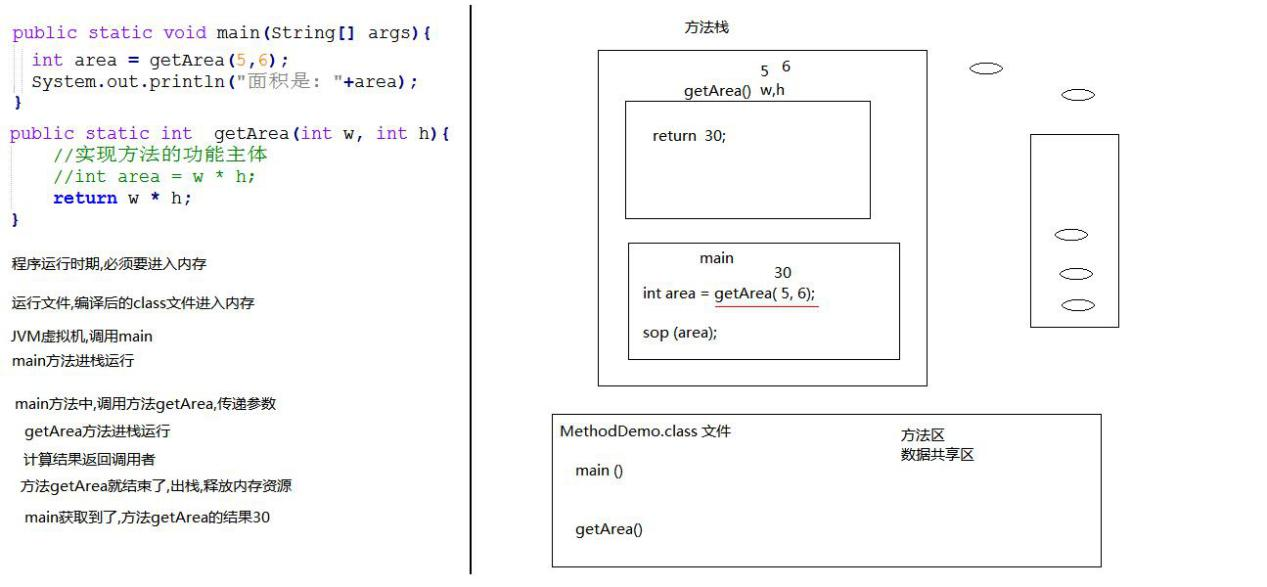 public static void main(String[] args){
int area = getArea(5,6);
System.out.println("面积是: "+area);
}
public static int  getArea(int w, int h){
//实现方法的功能主体
//int area = w * h;
return w * h;
}
程序运行时期,必须要进入内存
运行文件,编译后的class文件进入内存
JVM虚拟机,调用main
main方法进栈运行
main方法中,调用方法getArea,传递参数
getArea方法进栈运行
计算结果返回调用者
方法getArea就结束了,出栈,释放内存资源
main获取到了,方法getArea的结果30
方法栈
5 6
getArea() w,h
return 30;
main
30
int area = getArea( 5, 6);
sop (area);
MethodDemo.class 文件
方法区
数据共享区
main ()
getArea()